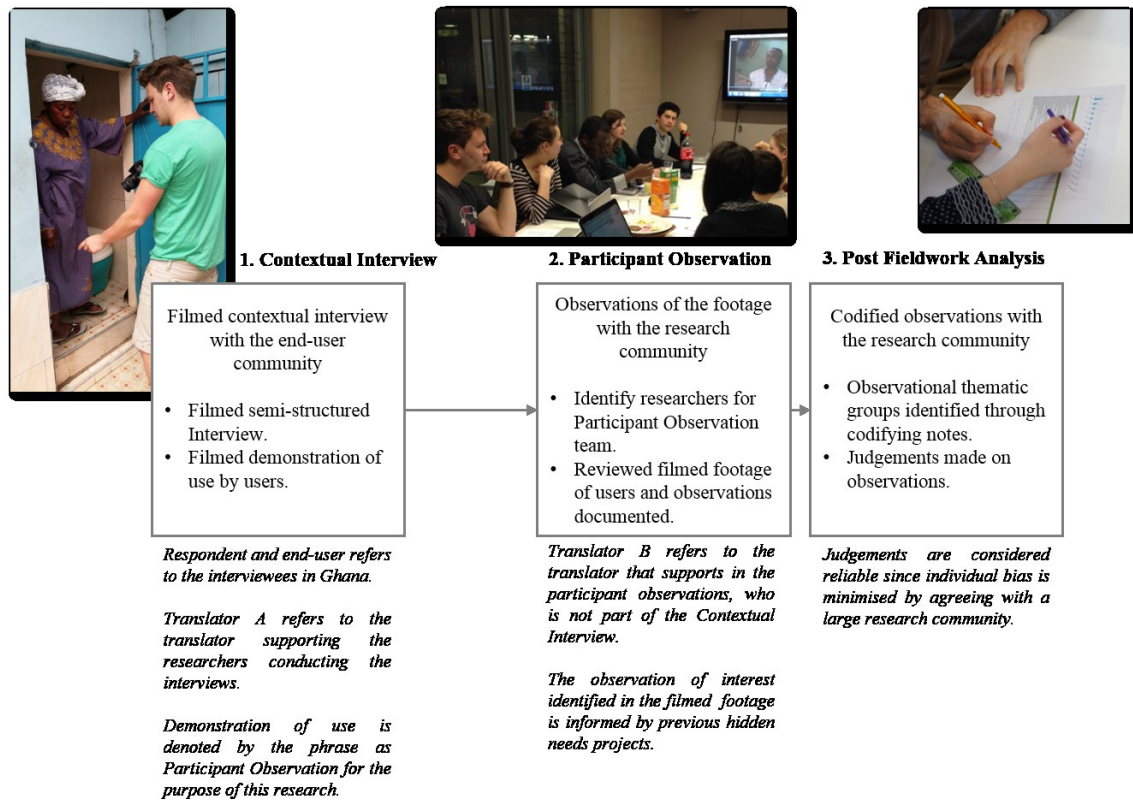 1. Contextual Interview
Filmed contextual interview
with the end-user
community
• Filmed semi-structured
Interview.
• Filmed demonstration of
use by users.
Respondent and end-user refers
to the interviewees in Ghana.
Translator A refers to the
translator supporting the
researchers conducting the
interviews.
Demonstration of use is
denoted by the phrase as
Participant Observation for the
purpose of this research.
2. Participant Observation
Observations of the footage
with the research
community
• Identify researchers for
Participant Observation
team.
• Reviewed filmed footage
of users and observations
documented.
Translator B refers to the
translator that supports in the
participant observations, who
is not part of the Contextual
Interview.
The observation of interest
identified in the filmed footage
is informed by previous hidden
needs projects.
3. Post Fieldwork Analysis
Codified observations with
the research community
• Observational thematic
groups identified through
codifying notes.
• Judgements made on
observations.
Judgements are considered
reliable since individual bias is
minimised by agreeing with a
large research community.